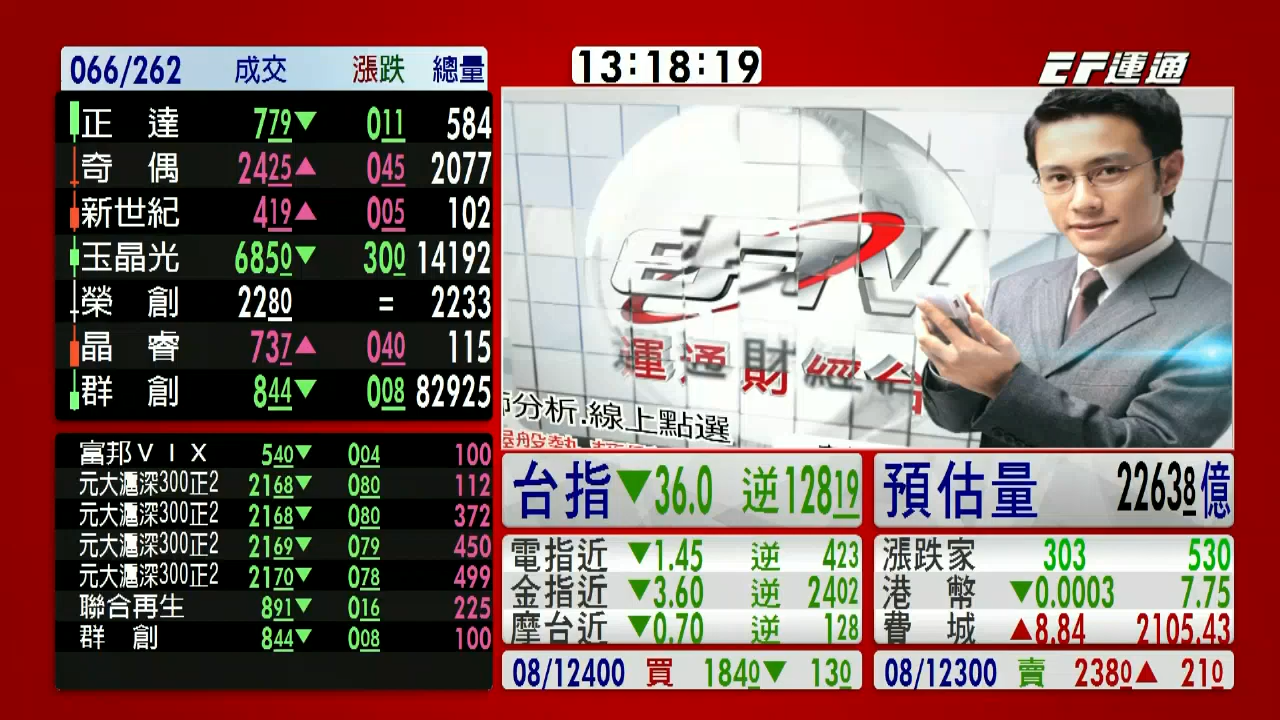 066/262 成交 漲跌 總量
正達 779▼ 011 584
奇偶 2425▲ 045 2077
新世紀 419▲ 005 102
玉晶光 6850▼ 300 14192
榮創 2280 = 2233
晶睿 737▲ 040 115
群創 844▼ 008 82925
富邦VIX 540▼ 004 100
元大滬深300正2 2168▼ 080 112
元大滬深300正2 2168▼ 080 372
元大滬深300正2 2169▼ 079 450
元大滬深300正2 2170▼ 078 499
聯合再生 891▼ 016 225
群創 844▼ 008 100
13:18:19
EF運通
運通財經台
分析.線上點選
台指▼36.0 逆12819
電指近 ▼1.45 逆 423
金指近 ▼3.60 逆 2402
摩台近 ▼0.70 逆 128
08/12400 買 1840▼ 130
預估量 22638億
漲跌家 303 530
港幣 ▼0.0003 7.75
費城 ▲8.84 2105.43
08/12300 賣 2380▲ 210